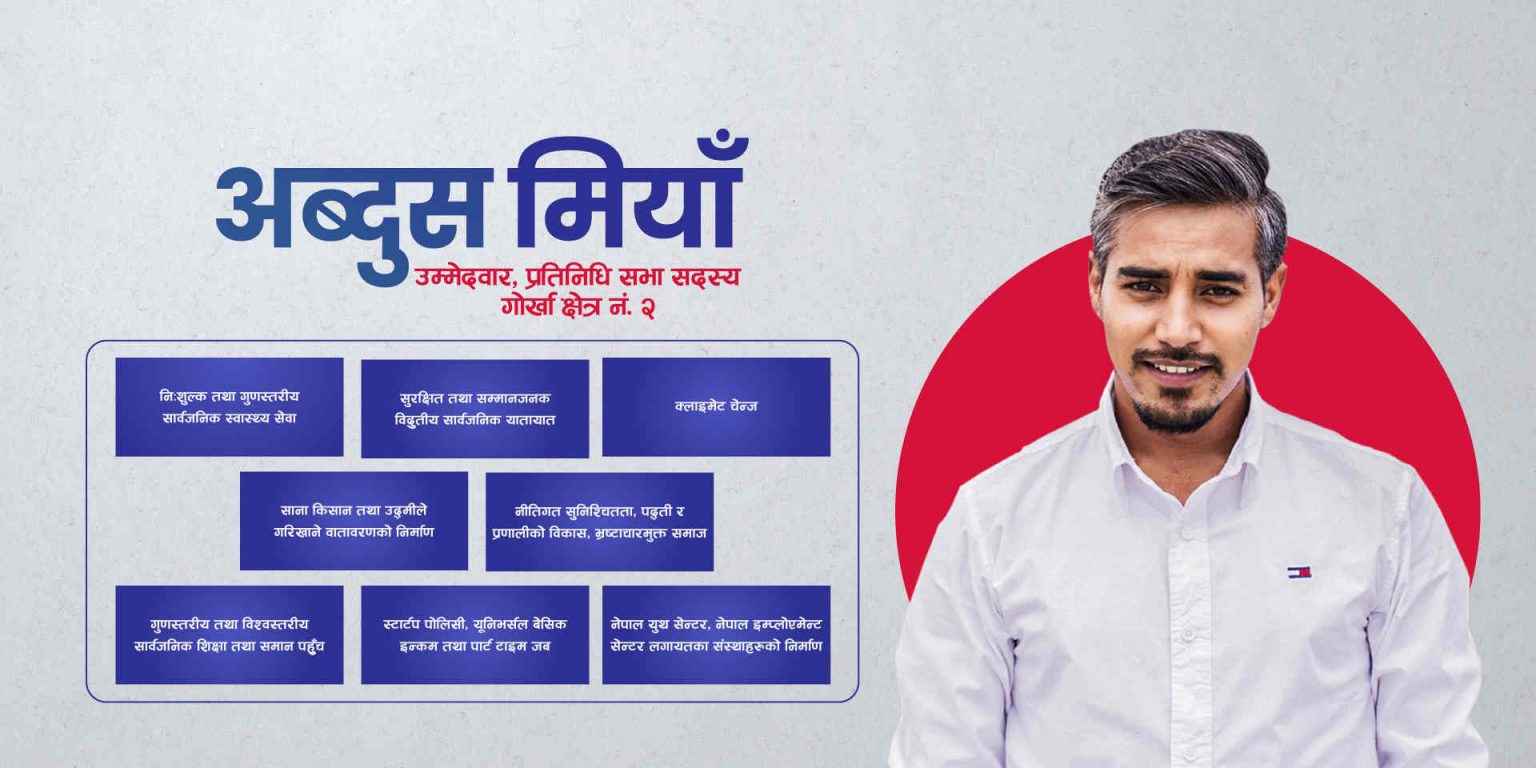 अब्दुस मियाँ
उम्मेदवार, प्रतिनिधि सभा सदस्य
गोर्खा क्षेत्र नं. २
नि:शुल्क तथा गुणस्तरीय
सार्वजनिक स्वास्थ्य सेवा
सुरक्षित तथा सम्मानजनक
विद्युतीय सार्वजनिक यातायात
क्लाइमेट चेन्ज
साना किसान तथा उद्यमीले
गरिखाने वातावरणको निर्माण
नीतिगत सुनिश्चितता, पद्धती र
प्रणालीको विकास, भ्रष्टाचारमुक्त समाज
गुणस्तरीय तथा विश्वस्तरीय
सार्वजनिक शिक्षा तथा समान पहुँच
स्टार्टप पोलिसी, यूनिभर्सल बेसिक
इन्कम तथा पार्ट टाइम जब
नेपाल युथ सेन्टर, नेपाल इम्प्लोएमेन्ट
सेन्टर लगायतका संस्थाहरूको निर्माण